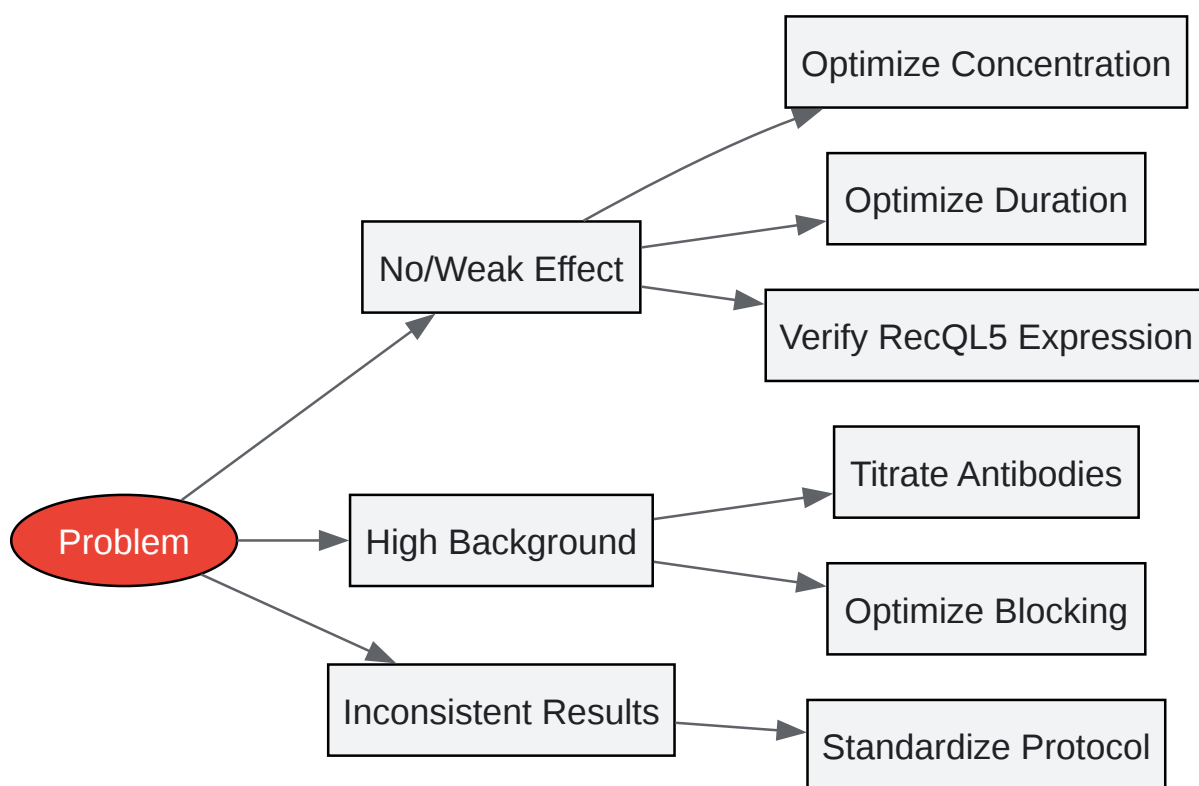 Optimize Concentration
Optimize Duration
No/Weak Effect
Verify RecQL5 Expression
Titrate Antibodies
Problem
High Background
Optimize Blocking
Inconsistent Results
Standardize Protocol